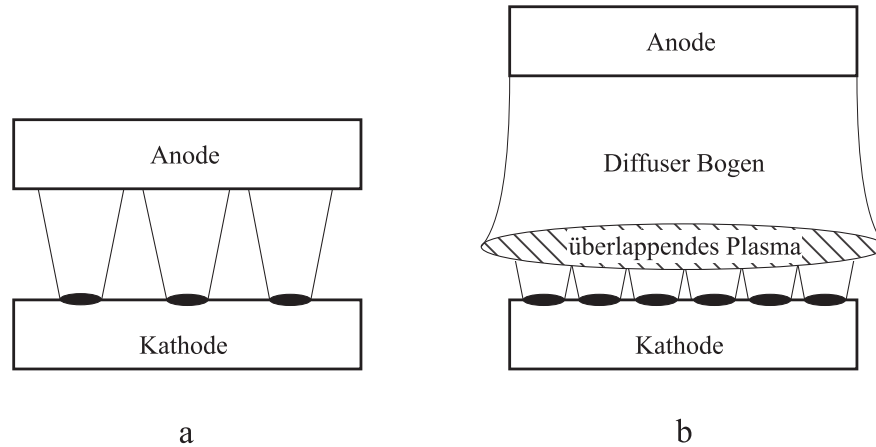 Anode
Kathode
a
Anode
Diffuser Bogen
überlappendes Plasma
Kathode
b